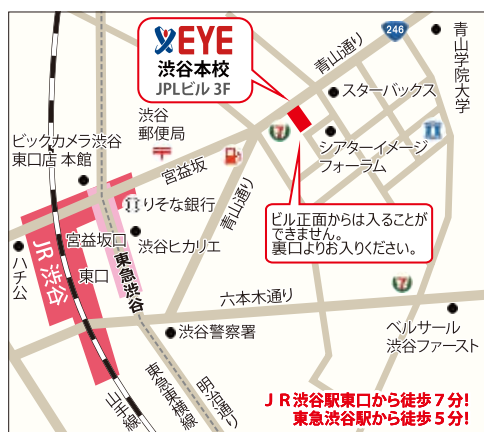 EYE
渋谷本校
JPLビル 3F
青山通り
246
青山学院大学
スターバックス
渋谷
郵便局
シアターイメージ
フォーラム
ビックカメラ渋谷
東口店 本館
宮益坂
りそな銀行
青山通り
ビル正面からは入ることが
できません。
裏口よりお入りください。
宮益坂口
渋谷ヒカリエ
ハチ公
JR 渋谷
東口
東急渋谷
六本木通り
7
7
渋谷警察署
ベルサール
渋谷ファースト
山手線
東急東横線
明治通り
JR渋谷駅東口から徒歩7分!
東急渋谷駅から徒歩5分!